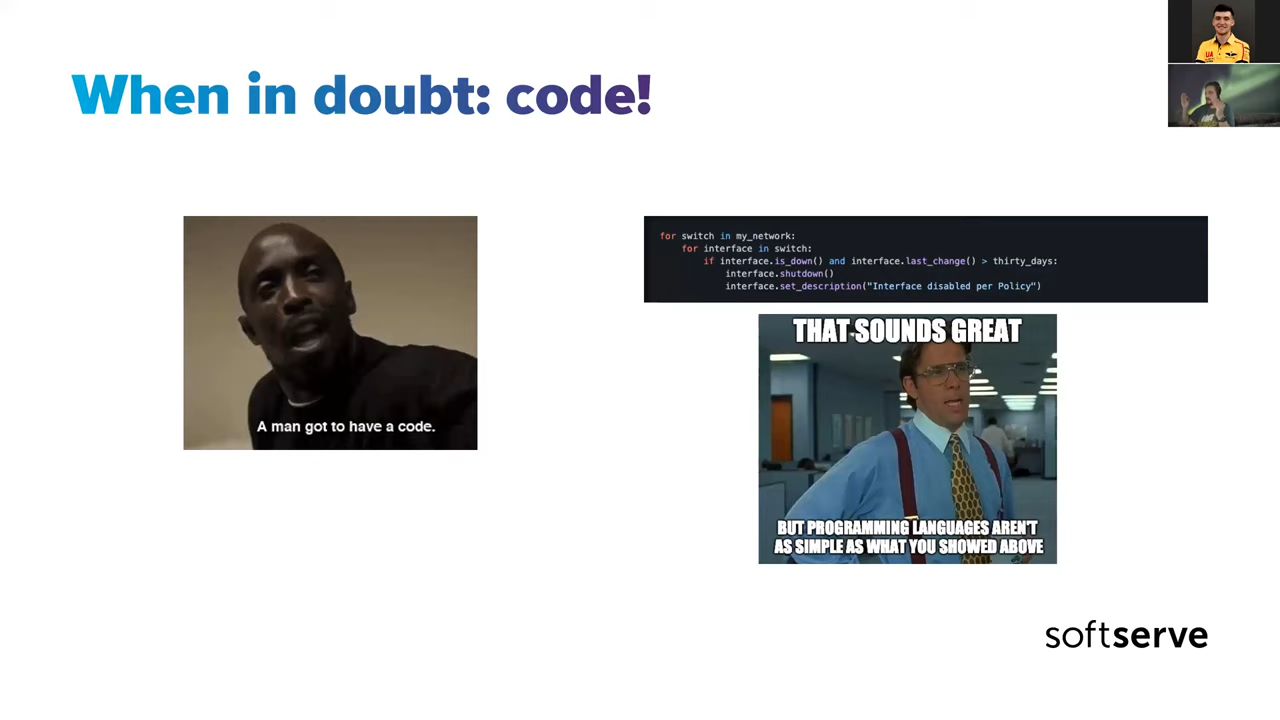 When in doubt: code!
A man got to have a code.
for switch in my_network:
for interface in switch:
if interface.is_down() and interface.last_change() > thirty_days:
interface.shutdown()
interface.set_description("Interface disabled per Policy")
THAT SOUNDS GREAT
BUT PROGRAMMING LANGUAGES AREN'T
AS SIMPLE AS WHAT YOU SHOWED ABOVE
softserve
UA